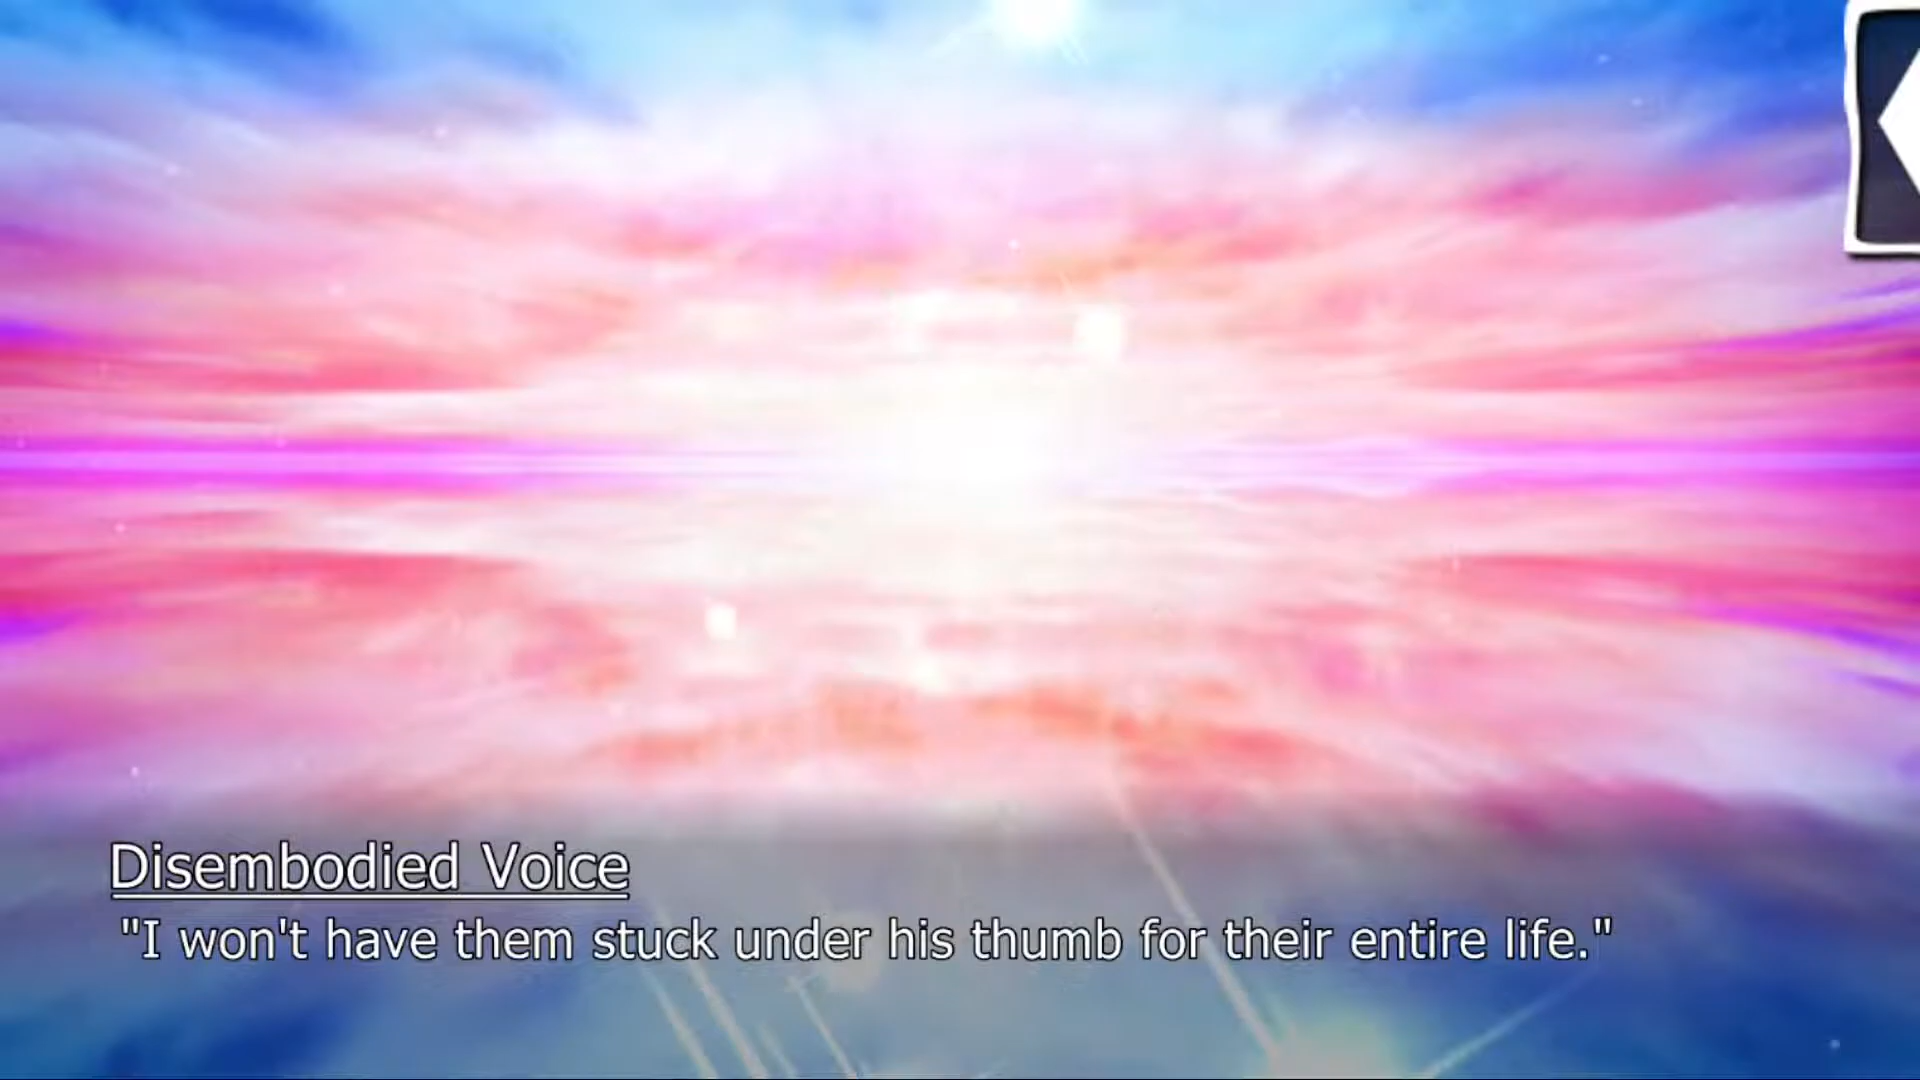 Disembodied Voice
"I won't have them stuck under his thumb for their entire life."